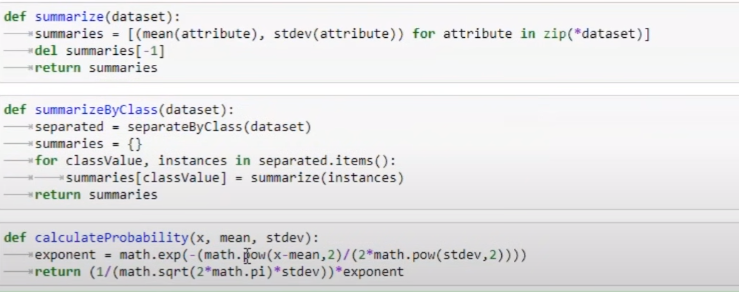 def summarize(dataset):
summaries = [(mean(attribute), stdev(attribute)) for attribute in zip(*dataset)]
del summaries[-1]
return summaries
def summarizeByClass(dataset):
separated = separateByClass(dataset)
summaries = {}
for classValue, instances in separated.items():
summaries[classValue] = summarize(instances)
return summaries
def calculateProbability(x, mean, stdev):
exponent = math.exp(-(math.pow(x-mean,2)/(2*math.pow(stdev,2))))
return (1/(math.sqrt(2*math.pi)*stdev))*exponent